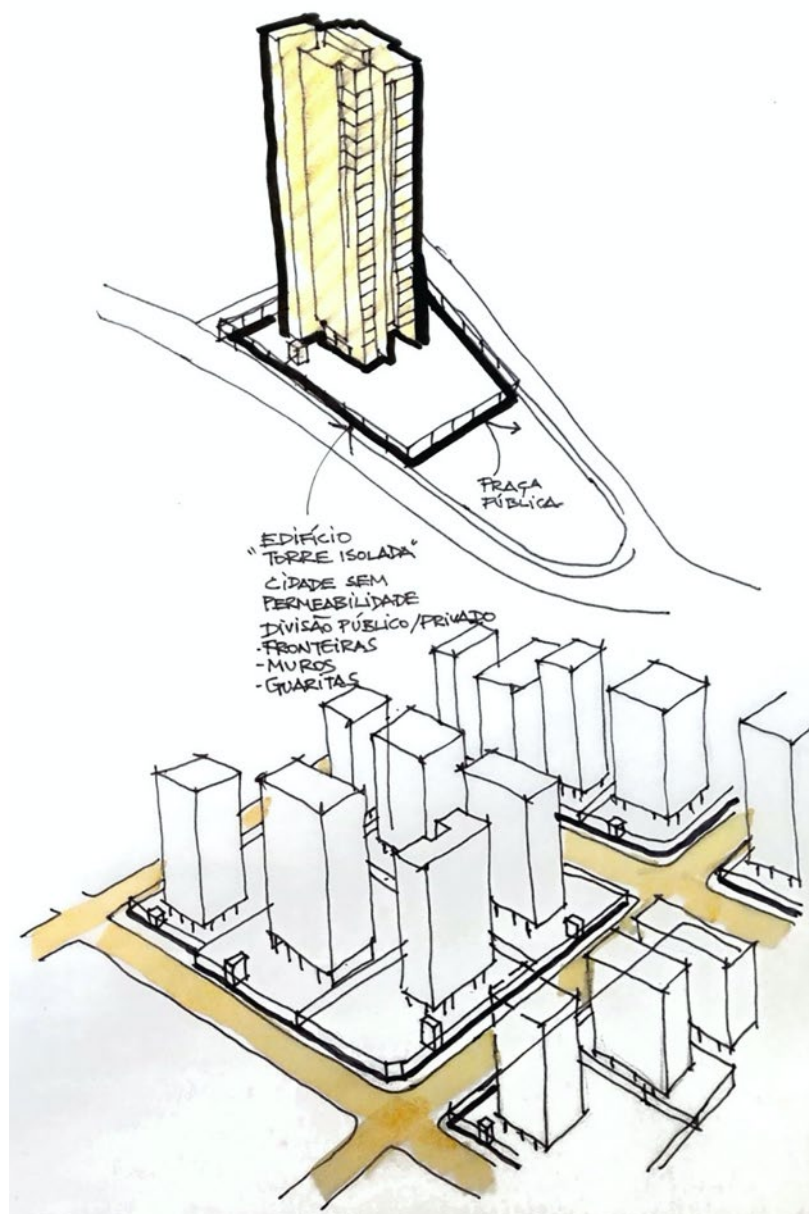 PRAÇA
PÚBLICA
EDIFÍCIO
"TORRE ISOLADA"
CIDADE SEM
PERMEABILIDADE
DIVISÃO PÚBLICO/PRIVADO
-FRONTEIRAS
-MUROS
-GUARITAS